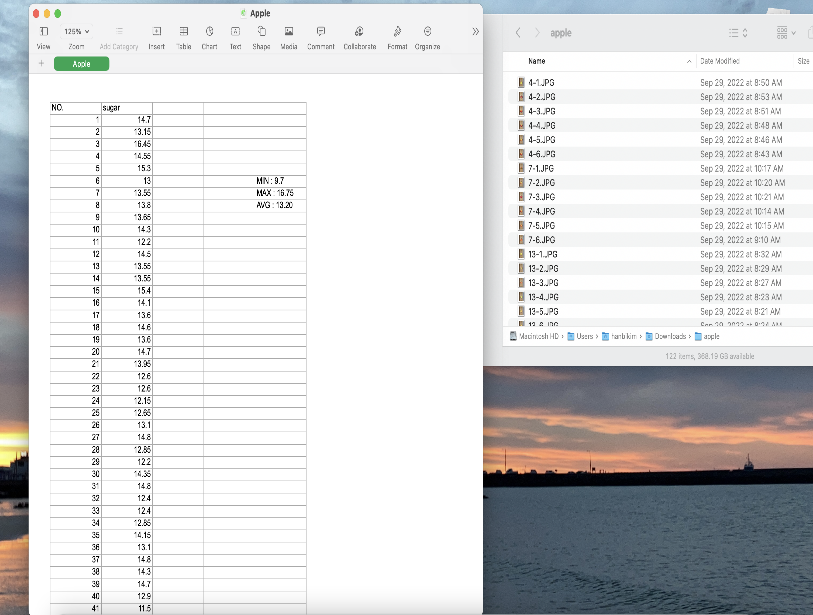 Apple
125%
View Zoom Add Category Insert Table Chart Text Shape Media Comment Collaborate Format Organize
Apple
NO. sugar
1 14.7
2 13.15
3 16.45
4 14.55
5 15.3
6 13 MIN : 9.7
7 13.55 MAX : 16.75
8 13.8 AVG : 13.20
9 13.65
10 14.3
11 12.2
12 14.5
13 13.55
14 13.55
15 15.4
16 14.1
17 13.6
18 14.6
19 13.6
20 14.7
21 13.95
22 12.6
23 12.6
24 12.15
25 12.65
26 13.1
27 14.8
28 12.85
29 12.2
30 14.35
31 14.8
32 12.4
33 12.4
34 12.85
35 14.15
36 13.1
37 14.8
38 14.3
39 14.7
40 12.9
41 11.5
apple
Name Date Modified Size
4-1.JPG Sep 29, 2022 at 8:50 AM
4-2.JPG Sep 29, 2022 at 8:53 AM
4-3.JPG Sep 29, 2022 at 8:51 AM
4-4.JPG Sep 29, 2022 at 8:48 AM
4-5.JPG Sep 29, 2022 at 8:46 AM
4-6.JPG Sep 29, 2022 at 8:43 AM
7-1.JPG Sep 29, 2022 at 10:17 AM
7-2.JPG Sep 29, 2022 at 10:20 AM
7-3.JPG Sep 29, 2022 at 10:21 AM
7-4.JPG Sep 29, 2022 at 10:14 AM
7-5.JPG Sep 29, 2022 at 10:15 AM
7-6.JPG Sep 29, 2022 at 9:10 AM
13-1.JPG Sep 29, 2022 at 8:32 AM
13-2.JPG Sep 29, 2022 at 8:29 AM
13-3.JPG Sep 29, 2022 at 8:27 AM
13-4.JPG Sep 29, 2022 at 8:23 AM
13-5.JPG Sep 29, 2022 at 8:21 AM
13-6.JPG Sep 29, 2022 at 8:24 AM
Macintosh HD › Users › hanbikim › Downloads › apple
122 items, 368.19 GB available